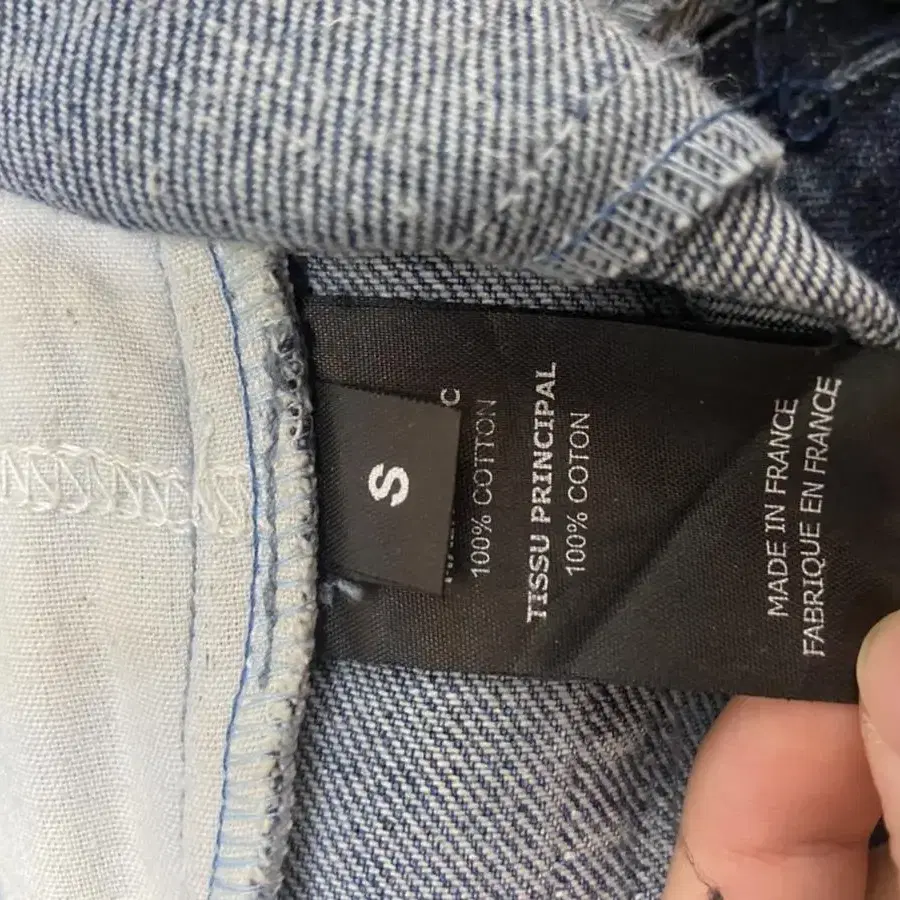 S
C
100% COTTON
TISSU PRINCIPAL
100% COTON
MADE IN FRANCE
FABRIQUE EN FRANCE